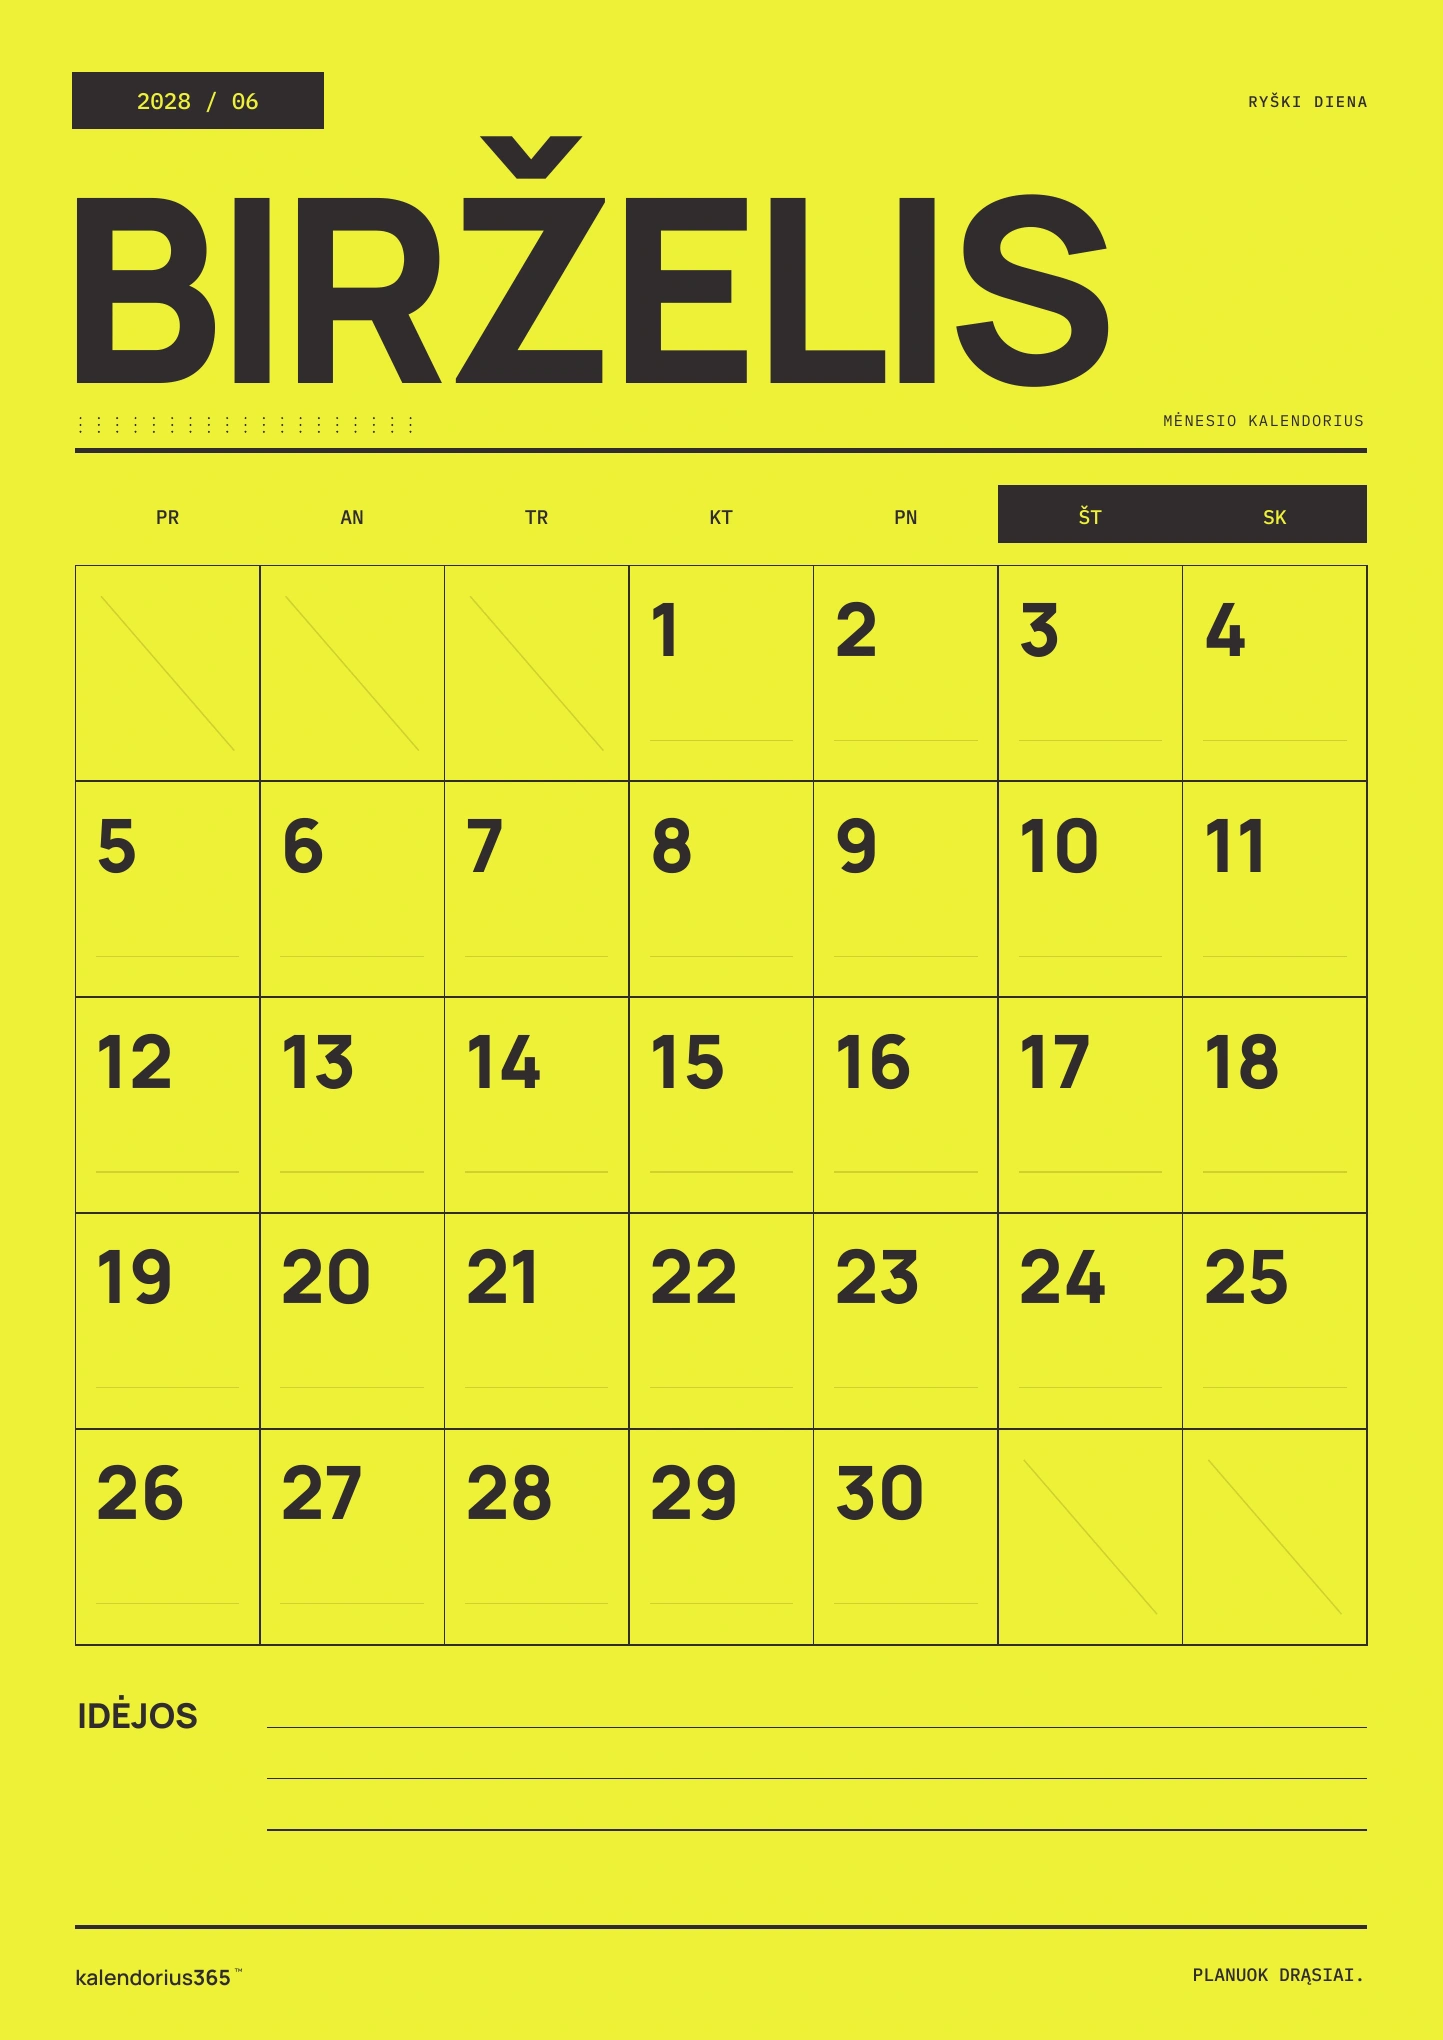 2028 / 06
RYŠKI DIENA
BIRŽELIS
MĖNESIO KALENDORIUS
PR AN TR KT PN ŠT SK
1 2 3 4
5 6 7 8 9 10 11
12 13 14 15 16 17 18
19 20 21 22 23 24 25
26 27 28 29 30
IDĖJOS
kalendorius365™
PLANUOK DRĄSIAI.